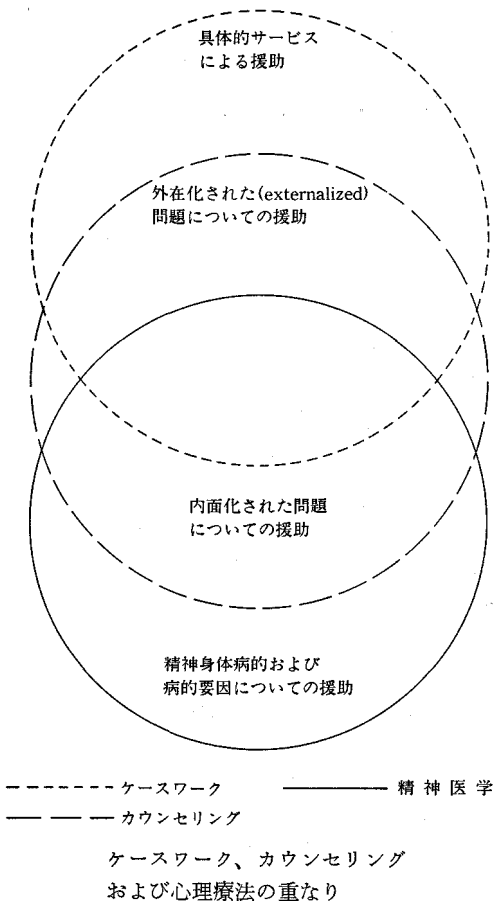 具体的サービス
による援助
外在化された(externalized)
問題についての援助
内面化された問題
についての援助
精神身体病的および
病的要因についての援助
ケースワーク
精神医学
カウンセリング
ケースワーク、カウンセリング
および心理療法の重なり